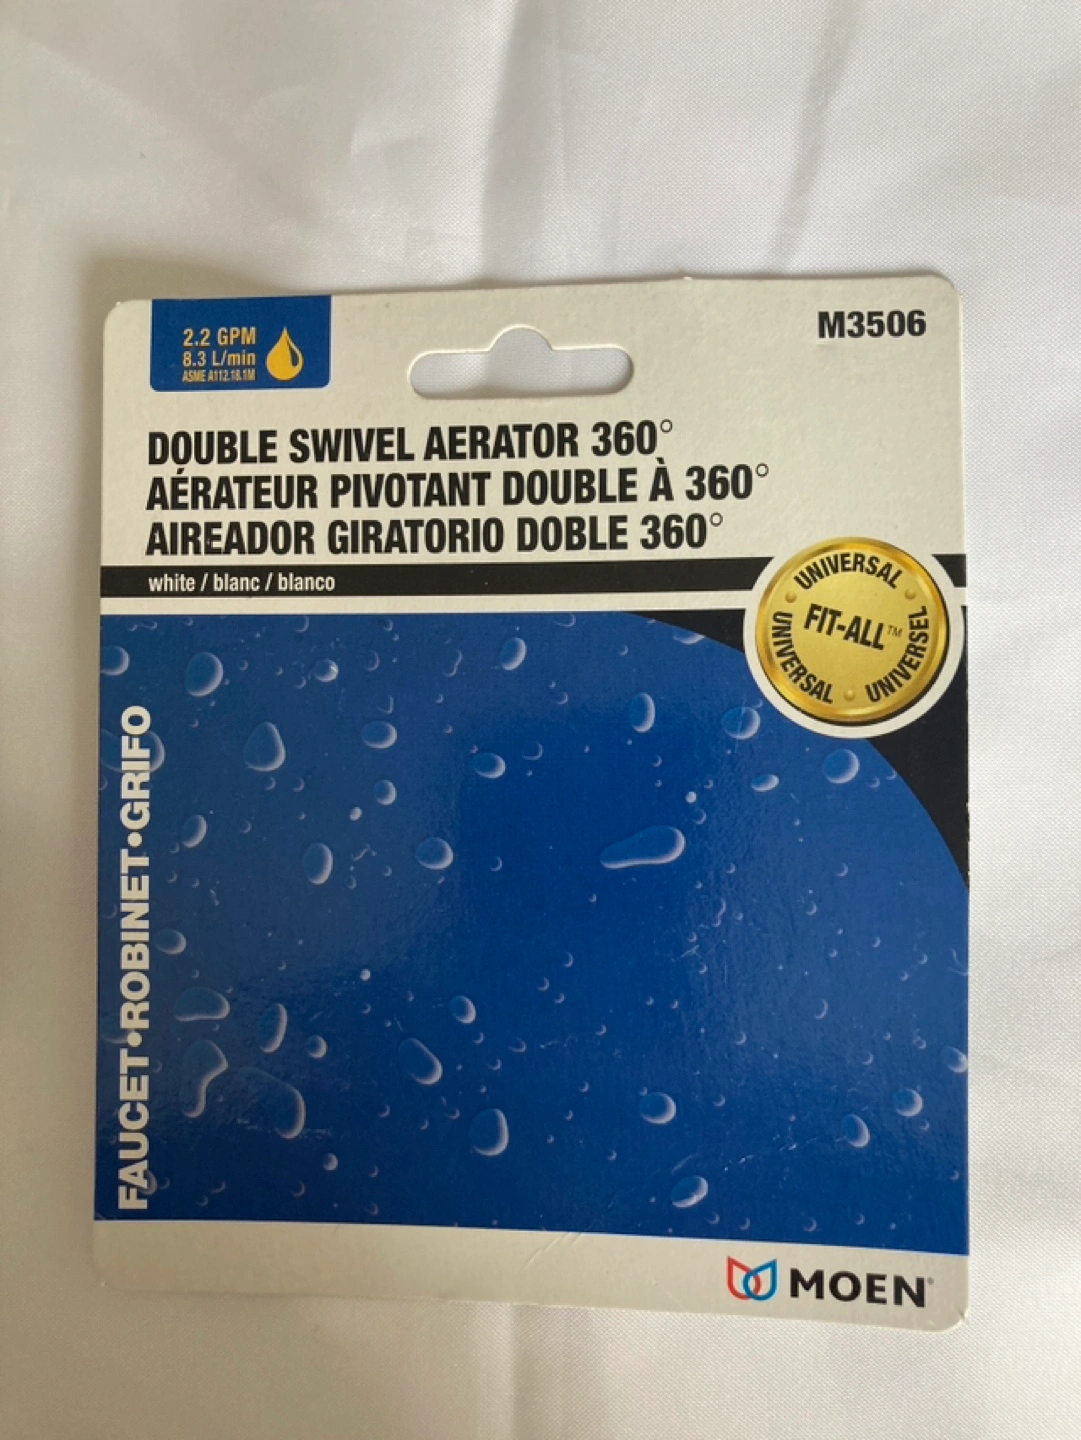 2.2 GPM
8.3 L/min
ASME A112.18.1M
M3506
DOUBLE SWIVEL AERATOR 360°
AÉRATEUR PIVOTANT DOUBLE À 360°
AIREADOR GIRATORIO DOBLE 360°
white / blanc / blanco
UNIVERSAL
FIT-ALL™
UNIVERSAL
UNIVERSEL
FAUCET•ROBINET•GRIFO
MOEN®